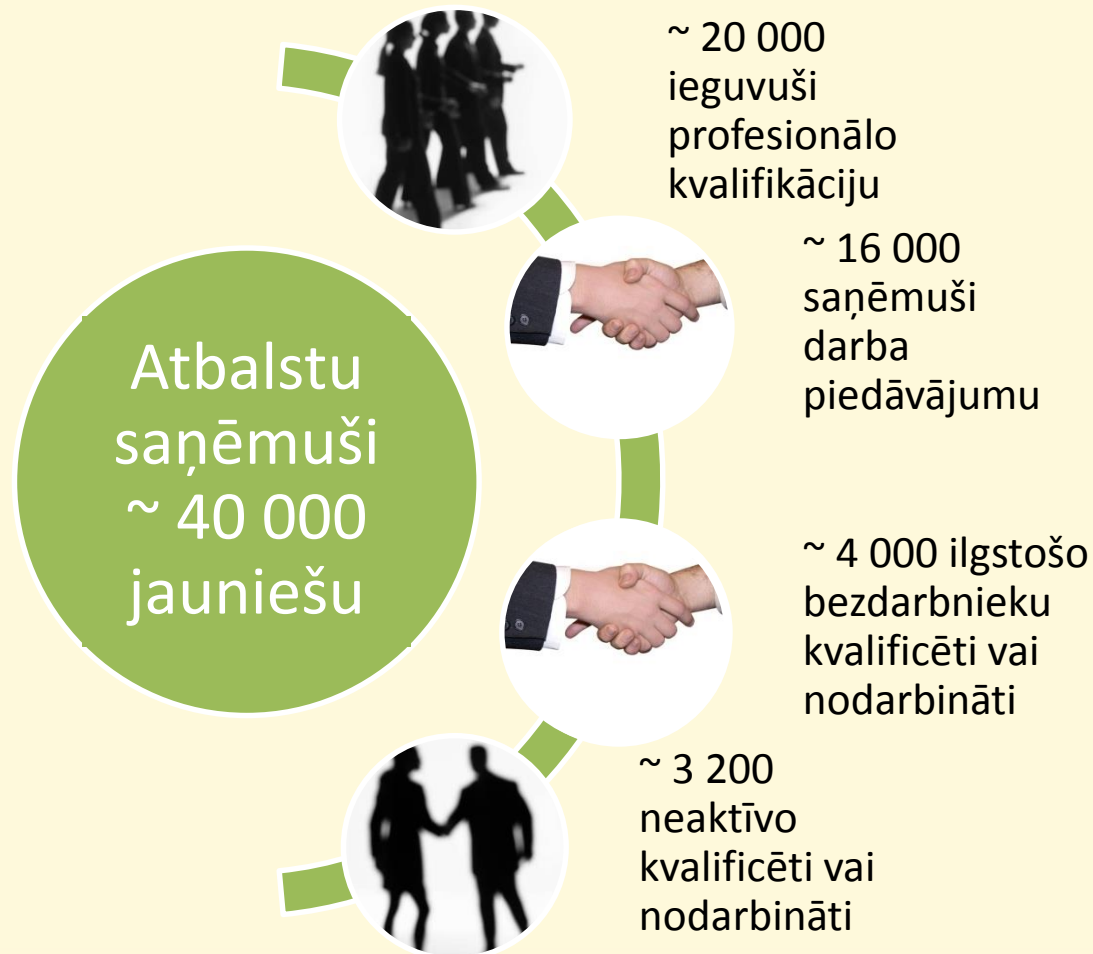 ~ 20 000
ieguvuši
profesionālo
kvalifikāciju
~ 16 000
saņēmuši
darba
piedāvājumu
Atbalstu
saņēmuši
~ 40 000
jauniešu
~ 4 000 ilgstošo
bezdarbnieku
kvalificēti vai
nodarbināti
~ 3 200
neaktīvo
kvalificēti vai
nodarbināti